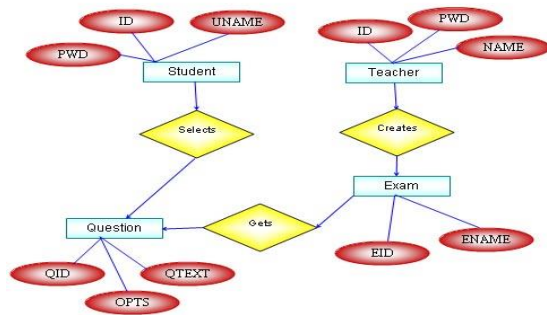 ID
UNAME
PWD
Student
ID
PWD
NAME
Teacher
Selects
Creates
Question
Gets
Exam
QID
QTEXT
OPTS
EID
ENAME